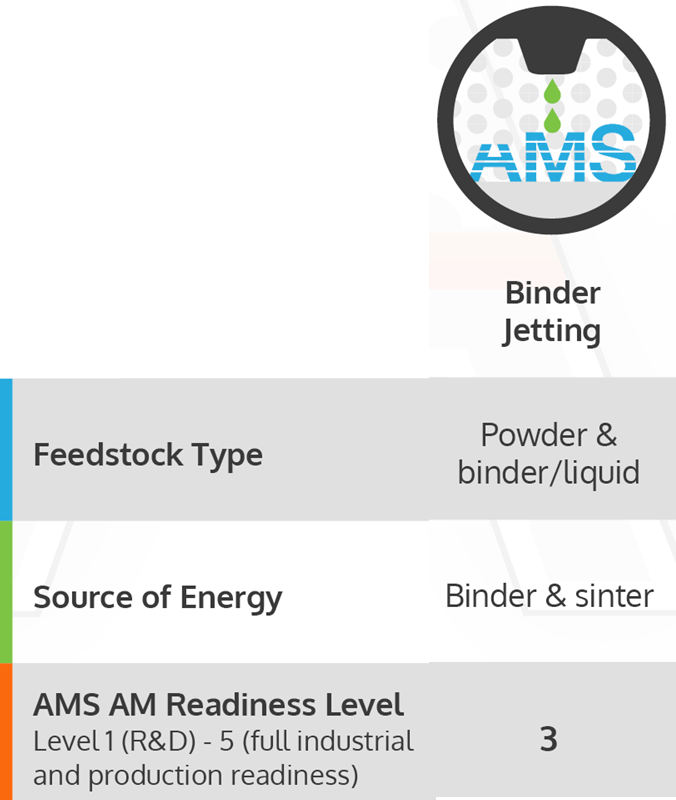 AMS
Binder
Jetting
Feedstock Type
Powder &
binder/liquid
Source of Energy
Binder & sinter
AMS AM Readiness Level
Level 1 (R&D) - 5 (full industrial
and production readiness)
3